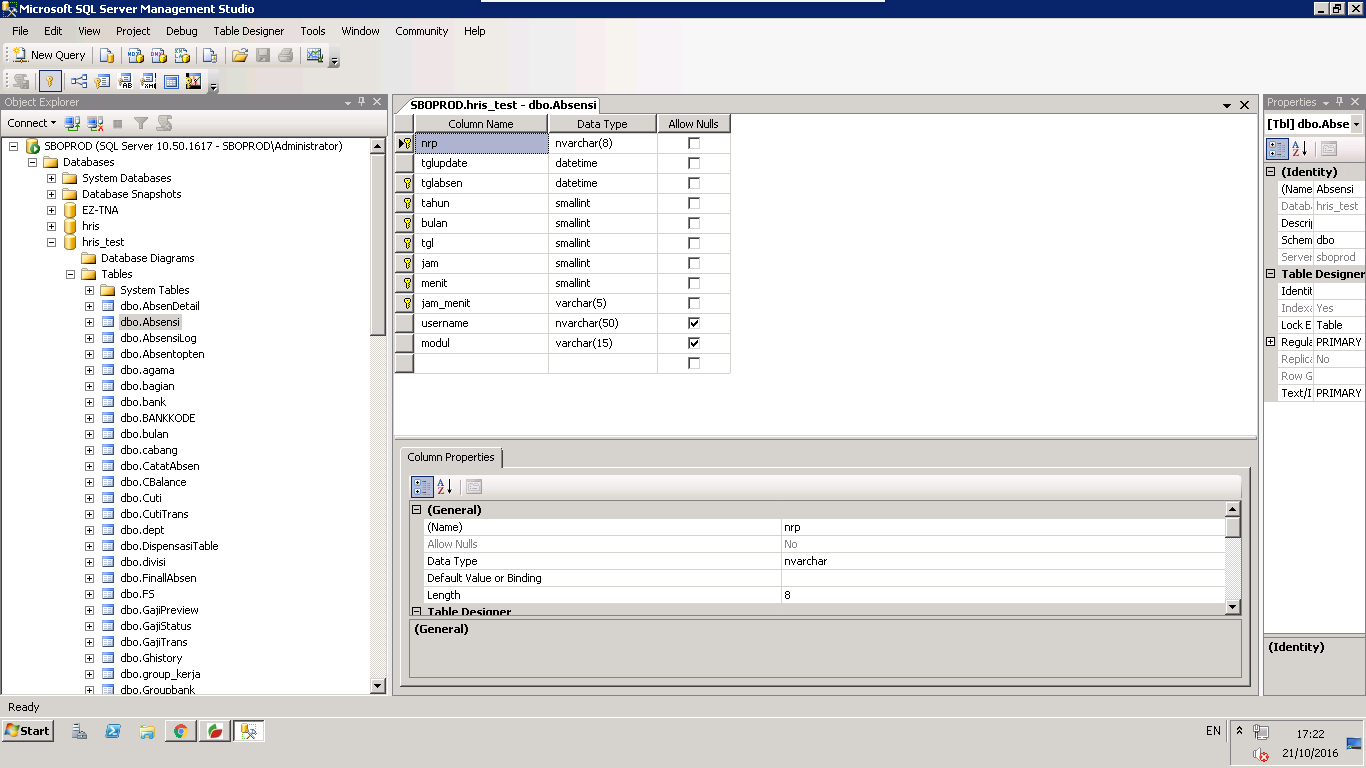 Microsoft SQL Server Management Studio
File Edit View Project Debug Table Designer Tools Window Community Help
New Query
Object Explorer
Connect
SBOPROD (SQL Server 10.50.1617 - SBOPROD\Administrator)
Databases
System Databases
Database Snapshots
EZ-TNA
hris
hris_test
Database Diagrams
Tables
System Tables
dbo.AbsenDetail
dbo.Absensi
dbo.AbsensiLog
dbo.Absentopten
dbo.agama
dbo.bagian
dbo.bank
dbo.BANKKODE
dbo.bulan
dbo.cabang
dbo.CatatAbsen
dbo.CBalance
dbo.Cuti
dbo.CutiTrans
dbo.dept
dbo.DispensasiTable
dbo.divisi
dbo.FinallAbsen
dbo.FS
dbo.GajiPreview
dbo.GajiStatus
dbo.GajiTrans
dbo.Ghistory
dbo.group_kerja
dbo.Groupbank
SBOPROD.hris_test - dbo.Absensi
Column Name Data Type Allow Nulls
nrp nvarchar(8)
tglupdate datetime
tglabsen datetime
tahun smallint
bulan smallint
tgl smallint
jam smallint
menit smallint
jam_menit varchar(5)
username nvarchar(50)
modul varchar(15)
Column Properties
(General)
(Name) nrp
Allow Nulls No
Data Type nvarchar
Default Value or Binding
Length 8
Table Designer
(General)
Properties
[Tbl] dbo.Abse
(Identity)
(Name Absensi
Datab. hris_test
Descrip
Schem dbo
Server sboprod
Table Designer
Identit
Indexa Yes
Lock E Table
Regula PRIMARY
Replica No
Row G
Text/I PRIMARY
(Identity)
Ready
Start
EN
17:22
21/10/2016